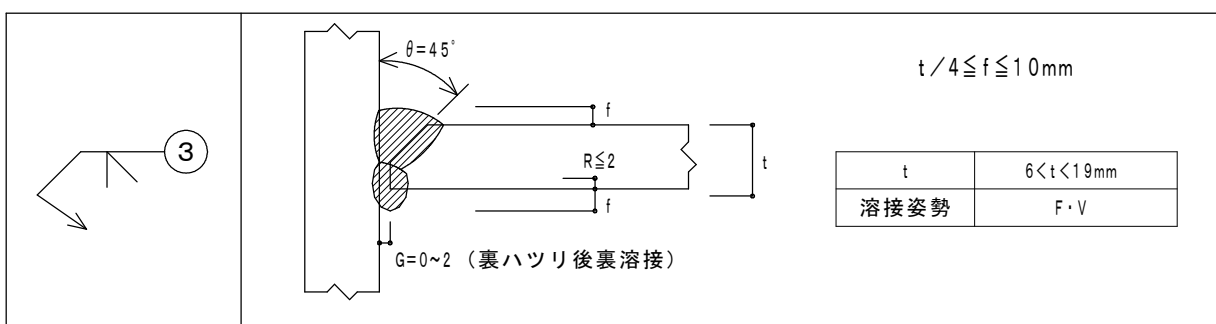 ③
θ=45°
f
R≦2
f
t
G=0~2 (裏ハツリ後裏溶接)
t/4≦f≦10mm
t 6<t<19mm
溶接姿勢 F・V